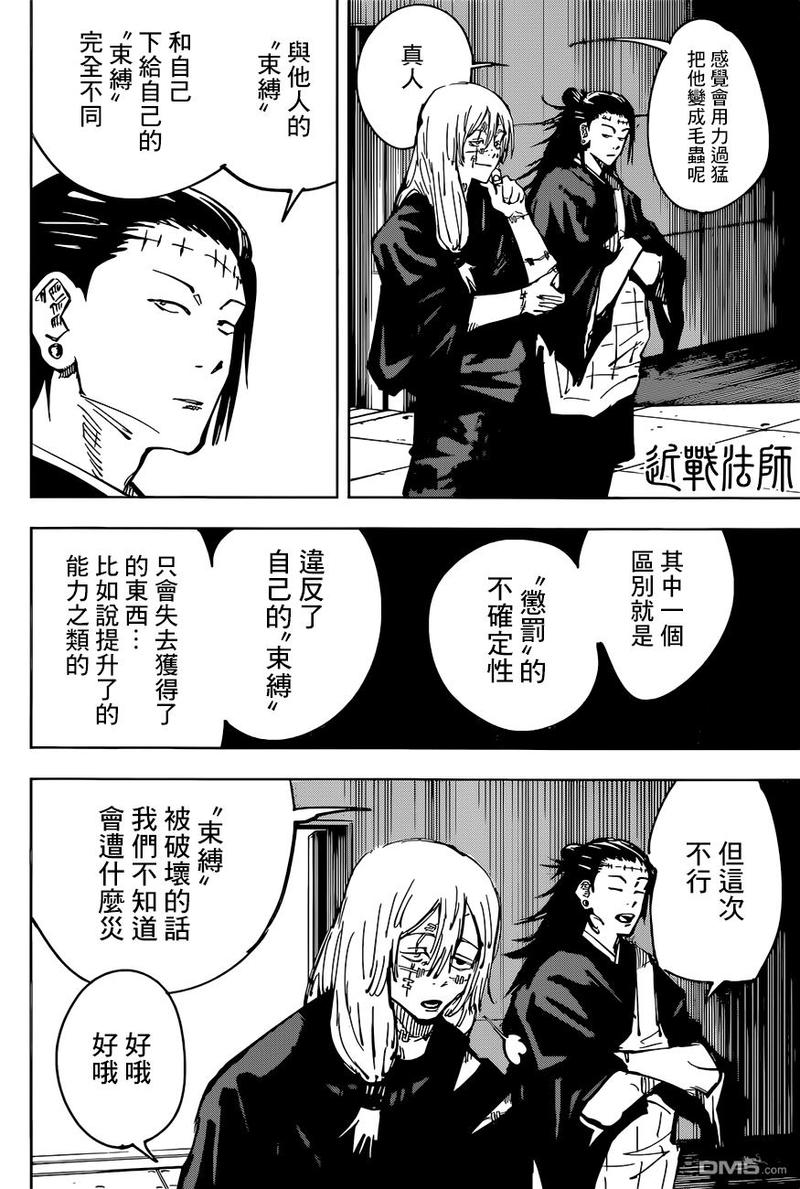 感覺會用力過猛
把他變成毛蟲呢
真人
與他人的
“束縛”
和自己
下給自己的
“束縛”
完全不同
近戰法師
其中一個
區別就是
“懲罰”的
不確定性
違反了
自己的“束縛”
只會失去獲得了
的東西…
比如說提升了的
能力之類的
但這次
不行
“束縛”
被破壞的話
我們不知道
會遭什麼災
好哦
好哦
DM5.com